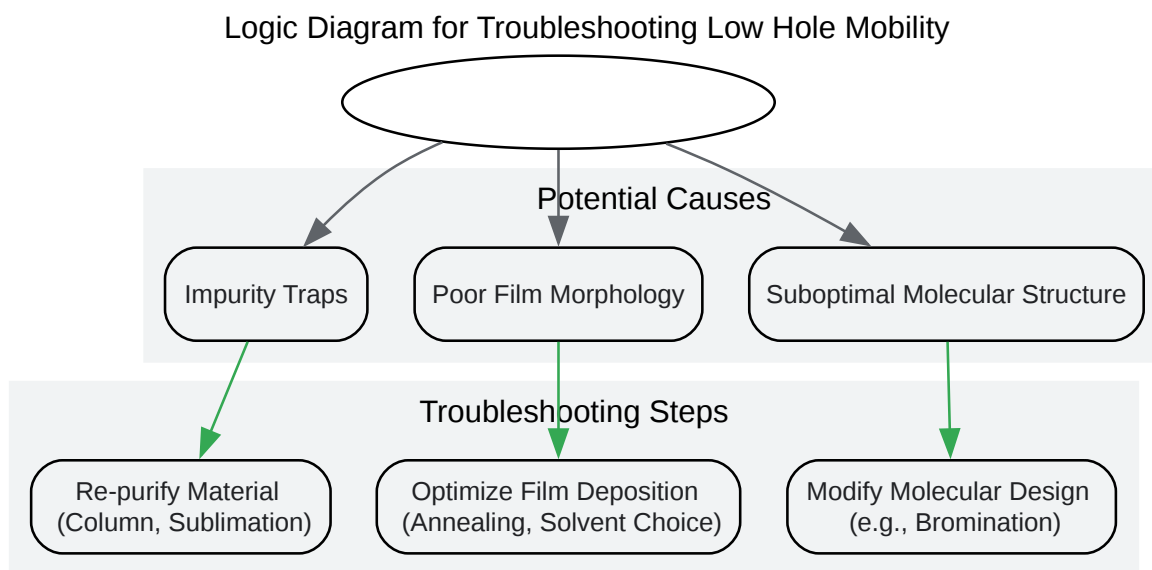 Logic Diagram for Troubleshooting Low Hole Mobility
Potential Causes
Impurity Traps
Poor Film Morphology
Suboptimal Molecular Structure
Troubleshooting Steps
Re-purify Material
(Column, Sublimation)
Optimize Film Deposition
(Annealing, Solvent Choice)
Modify Molecular Design
(e.g., Bromination)